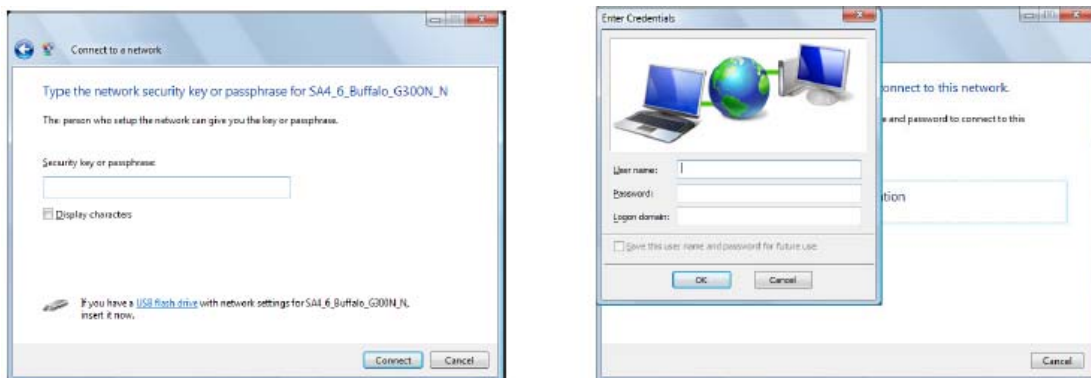 Connect to a network
Type the network security key or passphrase for SA4_6_Buffalo_G300N_N
The person who setup the network can give you the key or passphrase.
Security key or passphrase:
Display characters
If you have a USB flash drive with network settings for SA4_6_Buffalo_G300N_N,
insert it now.
Connect
Cancel
Enter Credentials
onnect to this network.
e and password to connect to this
User name:
Password:
Logon domain:
tion
Save this user name and password for future use
OK
Cancel
Cancel